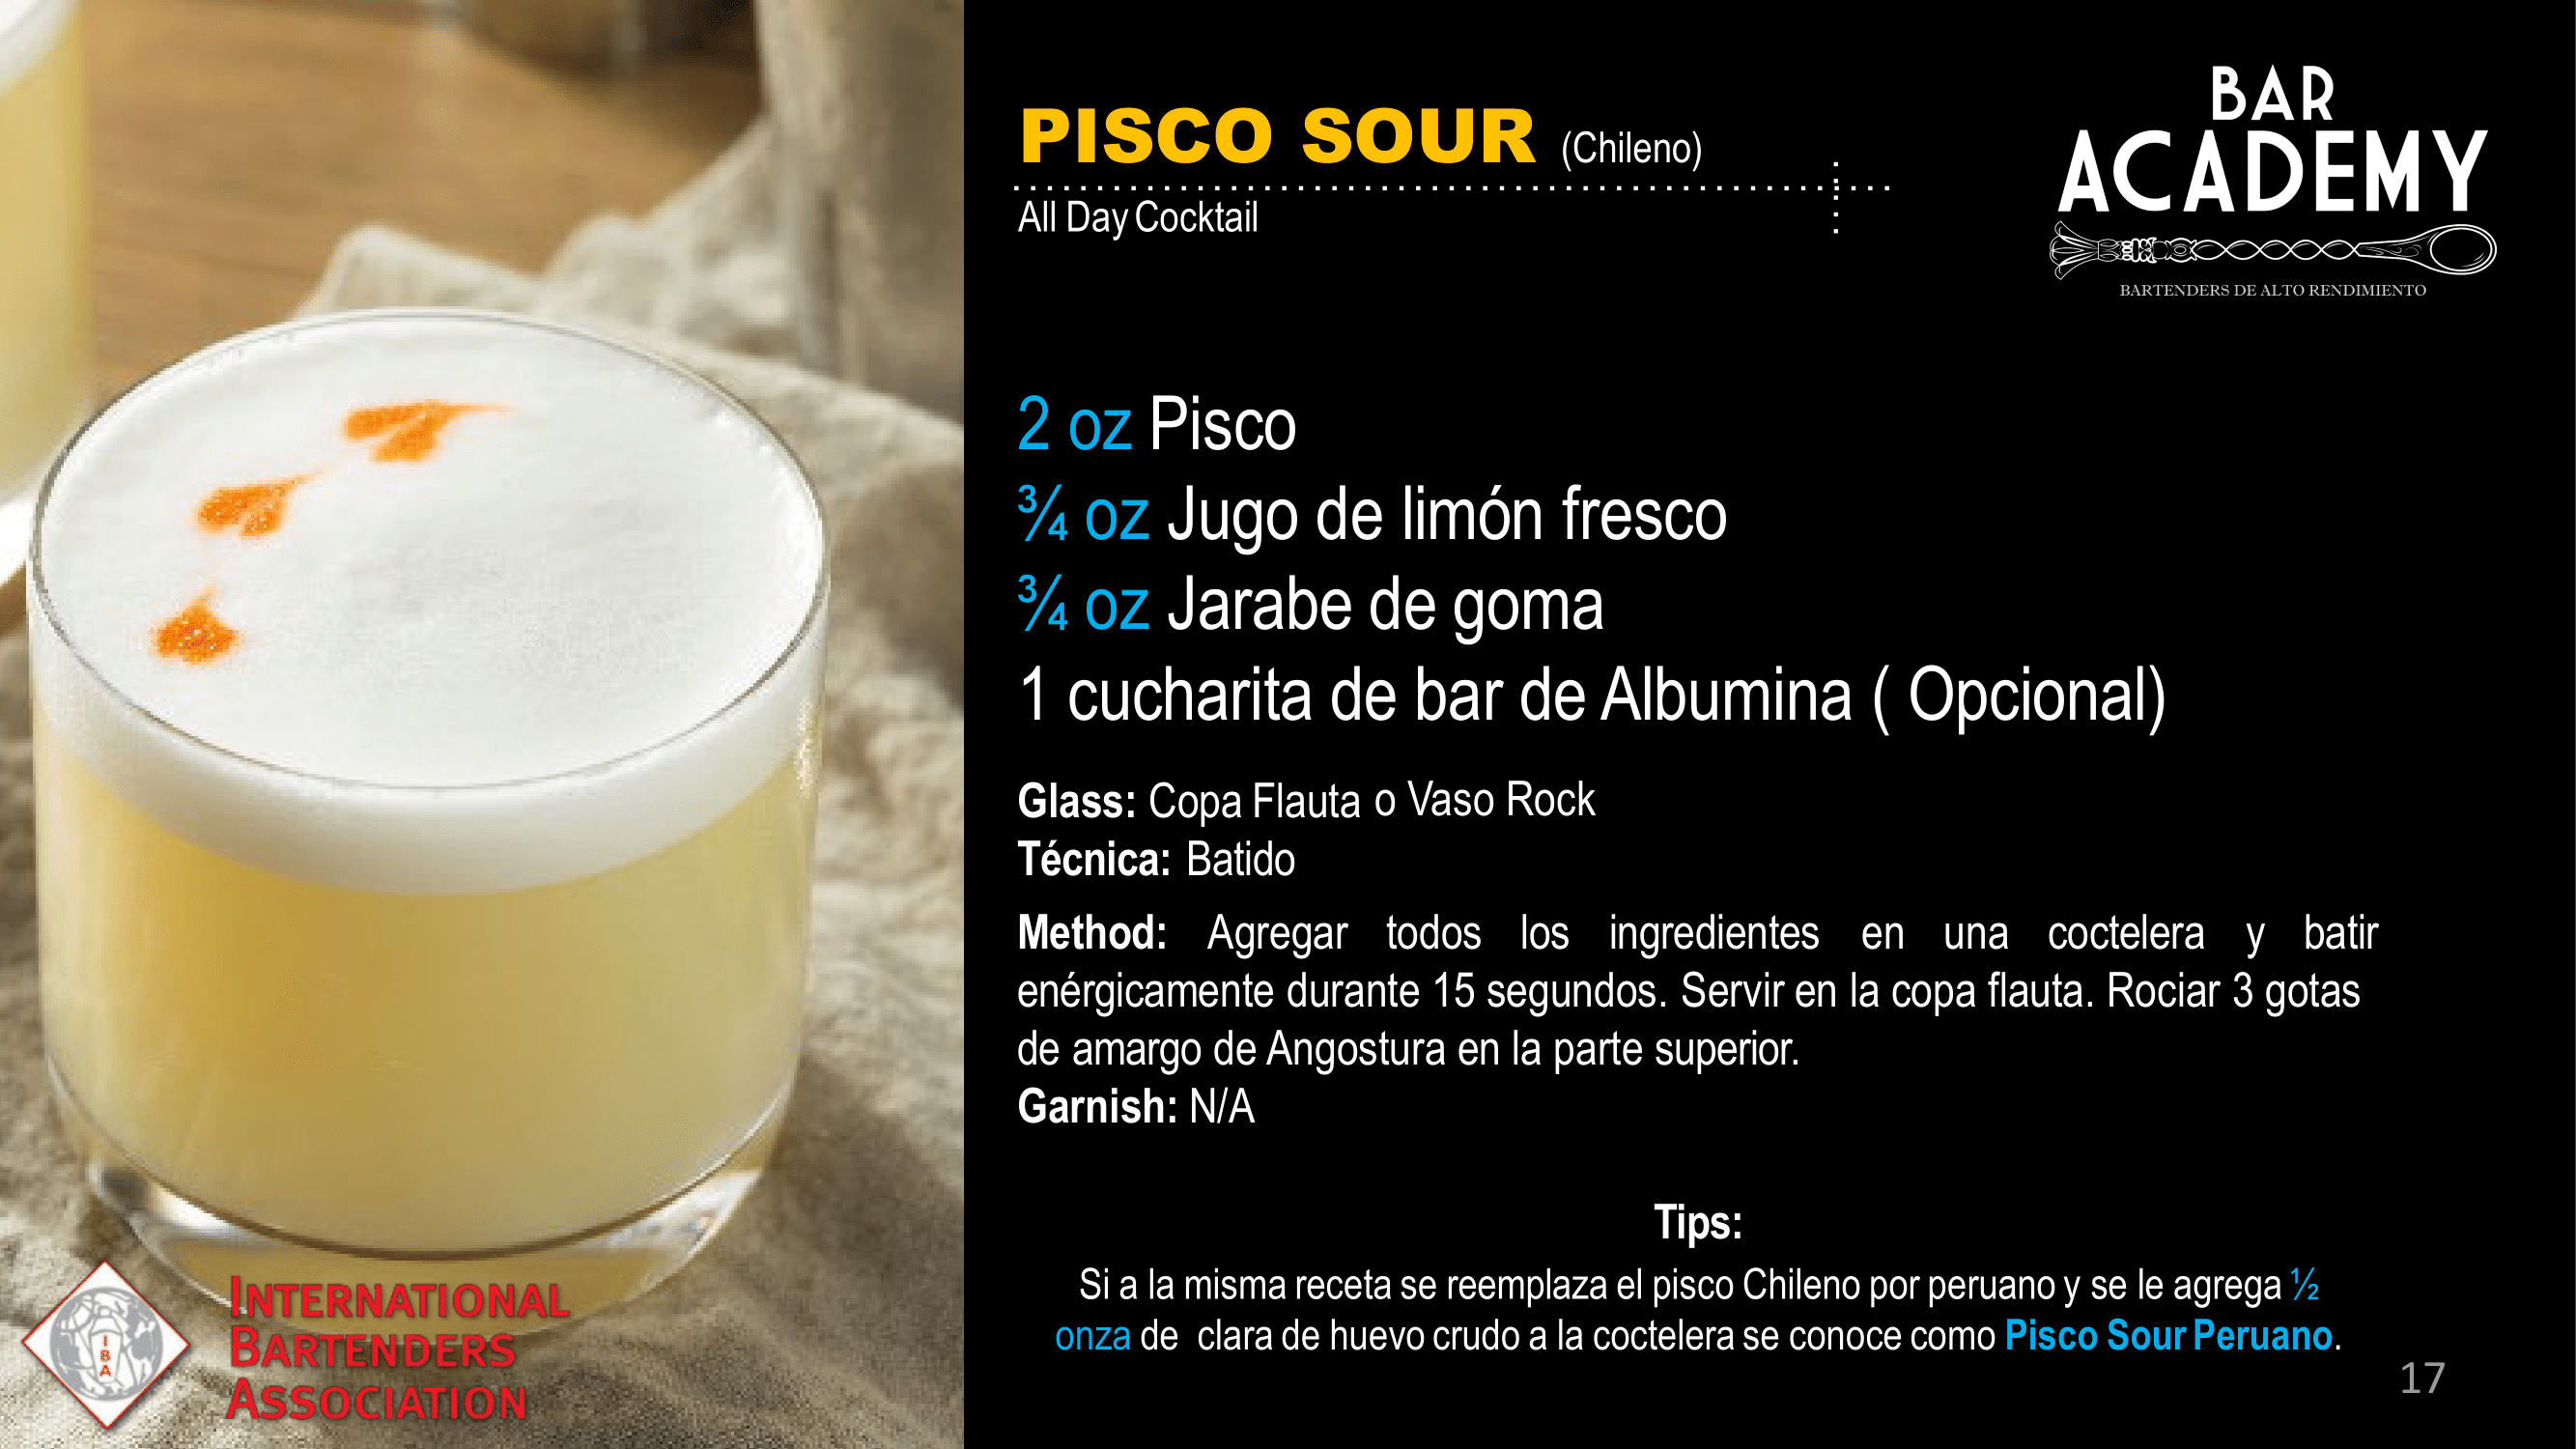 PISCO SOUR (Chileno)
All Day Cocktail
BAR
ACADEMY
BARTENDERS DE ALTO RENDIMIENTO
2 oz Pisco
¾ oz Jugo de limón fresco
¾ oz Jarabe de goma
1 cucharita de bar de Albumina ( Opcional)
Glass: Copa Flauta o Vaso Rock
Técnica: Batido
Method: Agregar todos los ingredientes en una coctelera y batir
enérgicamente durante 15 segundos. Servir en la copa flauta. Rociar 3 gotas
de amargo de Angostura en la parte superior.
Garnish: N/A
Tips:
Si a la misma receta se reemplaza el pisco Chileno por peruano y se le agrega ½
onza de clara de huevo crudo a la coctelera se conoce como Pisco Sour Peruano.
IBA
INTERNATIONAL
BARTENDERS
ASSOCIATION
17